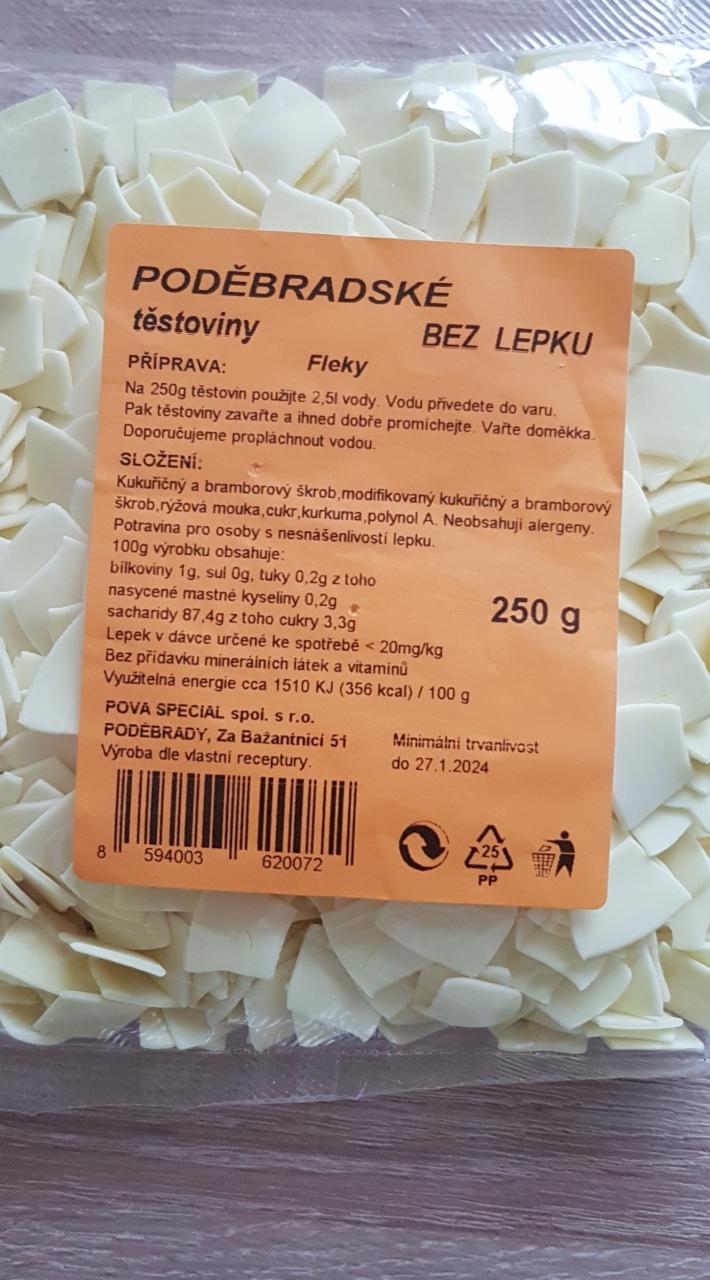 PODĚBRADSKÉ
těstoviny BEZ LEPKU
PŘÍPRAVA: Fleky
Na 250g těstovin použijte 2,5l vody. Vodu přivedete do varu.
Pak těstoviny zavařte a ihned dobře promíchejte. Vařte doměkka.
Doporučujeme propláchnout vodou.
SLOŽENÍ:
Kukuřičný a bramborový škrob,modifikovaný kukuřičný a bramborový
škrob,rýžová mouka,cukr,kurkuma,polynol A. Neobsahují alergeny.
Potravina pro osoby s nesnášenlivostí lepku.
100g výrobku obsahuje:
bílkoviny 1g, sul 0g, tuky 0,2g z toho
nasycené mastné kyseliny 0,2g
250 g
sacharidy 87,4g z toho cukry 3,3g
Lepek v dávce určené ke spotřebě < 20mg/kg
Bez přídavku minerálních látek a vitamínů
Využitelná energie cca 1510 KJ (356 kcal) / 100 g
POVA SPECIAL spol. s r.o.
PODĚBRADY, Za Bažantnicí 51
Výroba dle vlastní receptury.
Minimální trvanlivost
do 27.1.2024
8 594003 620072
25
PP